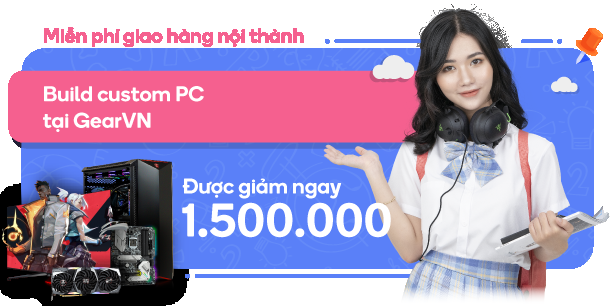 Miễn phí giao hàng nội thành
Build custom PC
tại GearVN
Được giảm ngay
1.500.000